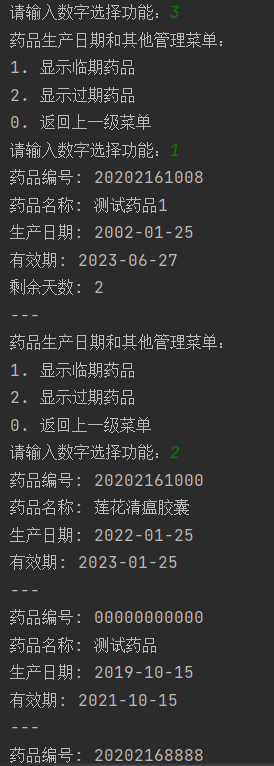 请输入数字选择功能：3
药品生产日期和其他管理菜单：
1. 显示临期药品
2. 显示过期药品
0. 返回上一级菜单
请输入数字选择功能：1
药品编号: 20202161008
药品名称: 测试药品1
生产日期: 2002-01-25
有效期: 2023-06-27
剩余天数: 2
---
药品生产日期和其他管理菜单：
1. 显示临期药品
2. 显示过期药品
0. 返回上一级菜单
请输入数字选择功能：2
药品编号: 20202161000
药品名称: 莲花清瘟胶囊
生产日期: 2022-01-25
有效期: 2023-01-25
---
药品编号: 00000000000
药品名称: 测试药品
生产日期: 2019-10-15
有效期: 2021-10-15
---
药品编号: 20202168888